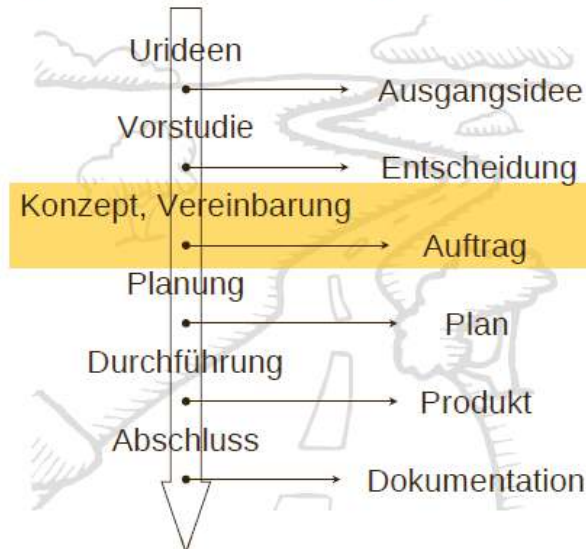 Urideen
Ausgangsidee
Vorstudie
Entscheidung
Konzept, Vereinbarung
Auftrag
Planung
Plan
Durchführung
Produkt
Abschluss
Dokumentation